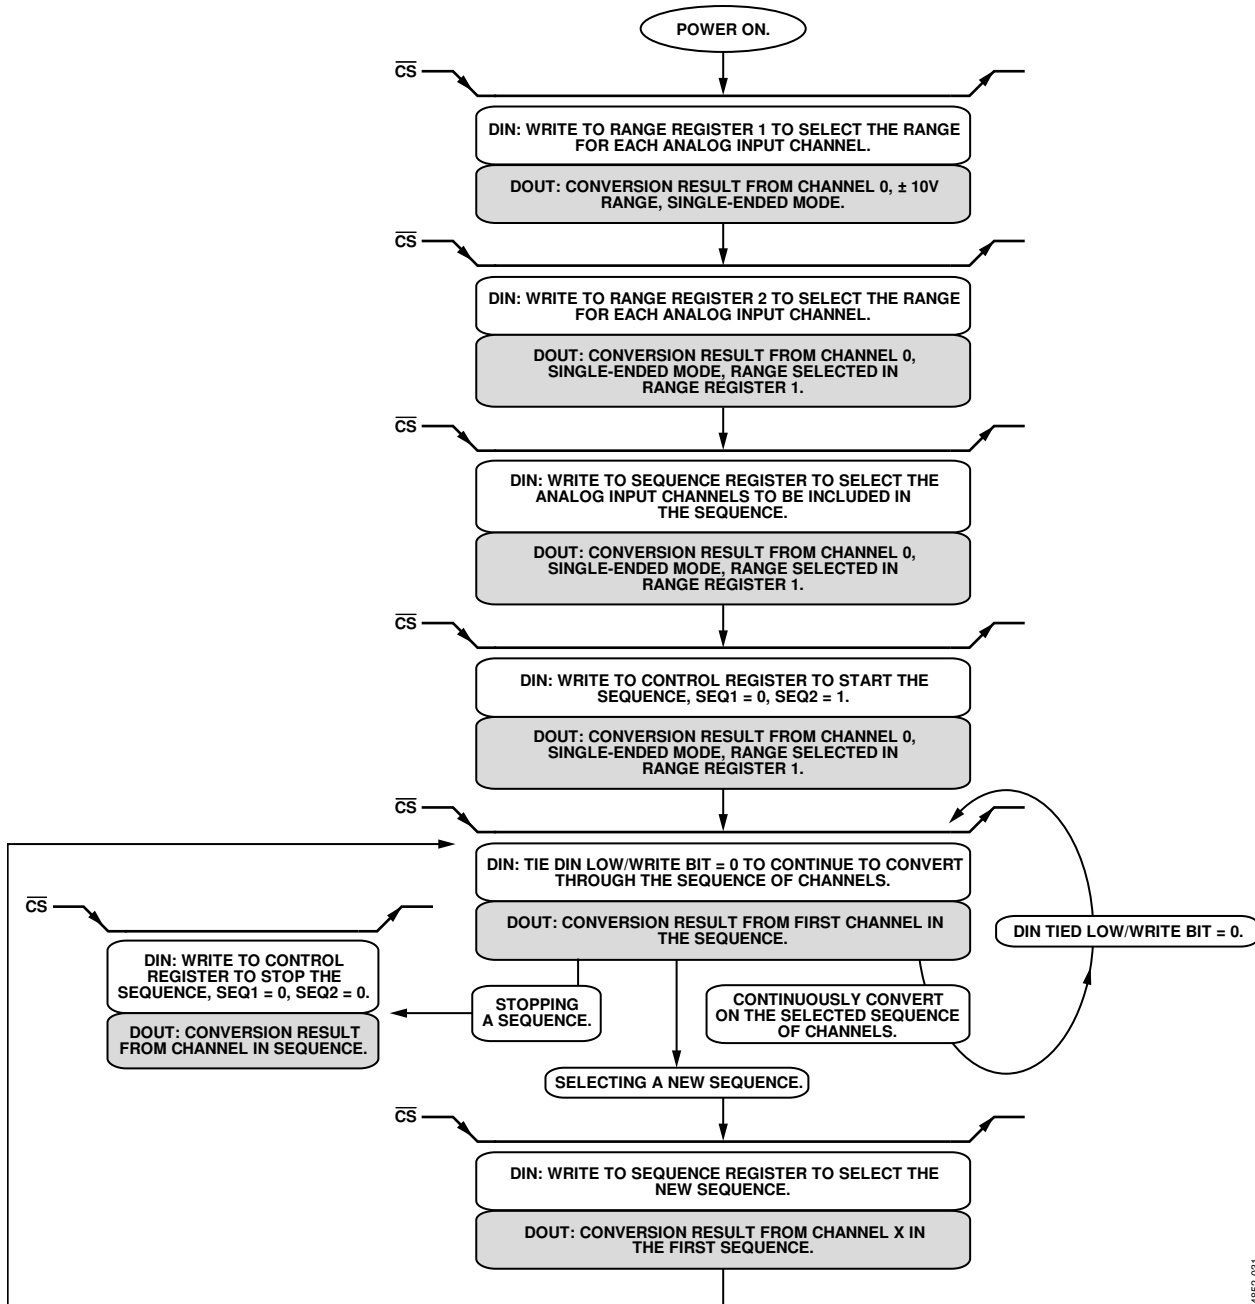 POWER ON.
CS
DIN: WRITE TO RANGE REGISTER 1 TO SELECT THE RANGE
FOR EACH ANALOG INPUT CHANNEL.
DOUT: CONVERSION RESULT FROM CHANNEL 0, ± 10V
RANGE, SINGLE-ENDED MODE.
CS
DIN: WRITE TO RANGE REGISTER 2 TO SELECT THE RANGE
FOR EACH ANALOG INPUT CHANNEL.
DOUT: CONVERSION RESULT FROM CHANNEL 0,
SINGLE-ENDED MODE, RANGE SELECTED IN
RANGE REGISTER 1.
CS
DIN: WRITE TO SEQUENCE REGISTER TO SELECT THE
ANALOG INPUT CHANNELS TO BE INCLUDED IN
THE SEQUENCE.
DOUT: CONVERSION RESULT FROM CHANNEL 0,
SINGLE-ENDED MODE, RANGE SELECTED IN
RANGE REGISTER 1.
CS
DIN: WRITE TO CONTROL REGISTER TO START THE
SEQUENCE, SEQ1 = 0, SEQ2 = 1.
DOUT: CONVERSION RESULT FROM CHANNEL 0,
SINGLE-ENDED MODE, RANGE SELECTED IN
RANGE REGISTER 1.
CS
DIN: TIE DIN LOW/WRITE BIT = 0 TO CONTINUE TO CONVERT
THROUGH THE SEQUENCE OF CHANNELS.
DOUT: CONVERSION RESULT FROM FIRST CHANNEL IN
THE SEQUENCE.
DIN TIED LOW/WRITE BIT = 0.
CS
DIN: WRITE TO CONTROL
REGISTER TO STOP THE
SEQUENCE, SEQ1 = 0, SEQ2 = 0.
DOUT: CONVERSION RESULT
FROM CHANNEL IN SEQUENCE.
STOPPING
A SEQUENCE.
CONTINUOUSLY CONVERT
ON THE SELECTED SEQUENCE
OF CHANNELS.
SELECTING A NEW SEQUENCE.
CS
DIN: WRITE TO SEQUENCE REGISTER TO SELECT THE
NEW SEQUENCE.
DOUT: CONVERSION RESULT FROM CHANNEL X IN
THE FIRST SEQUENCE.